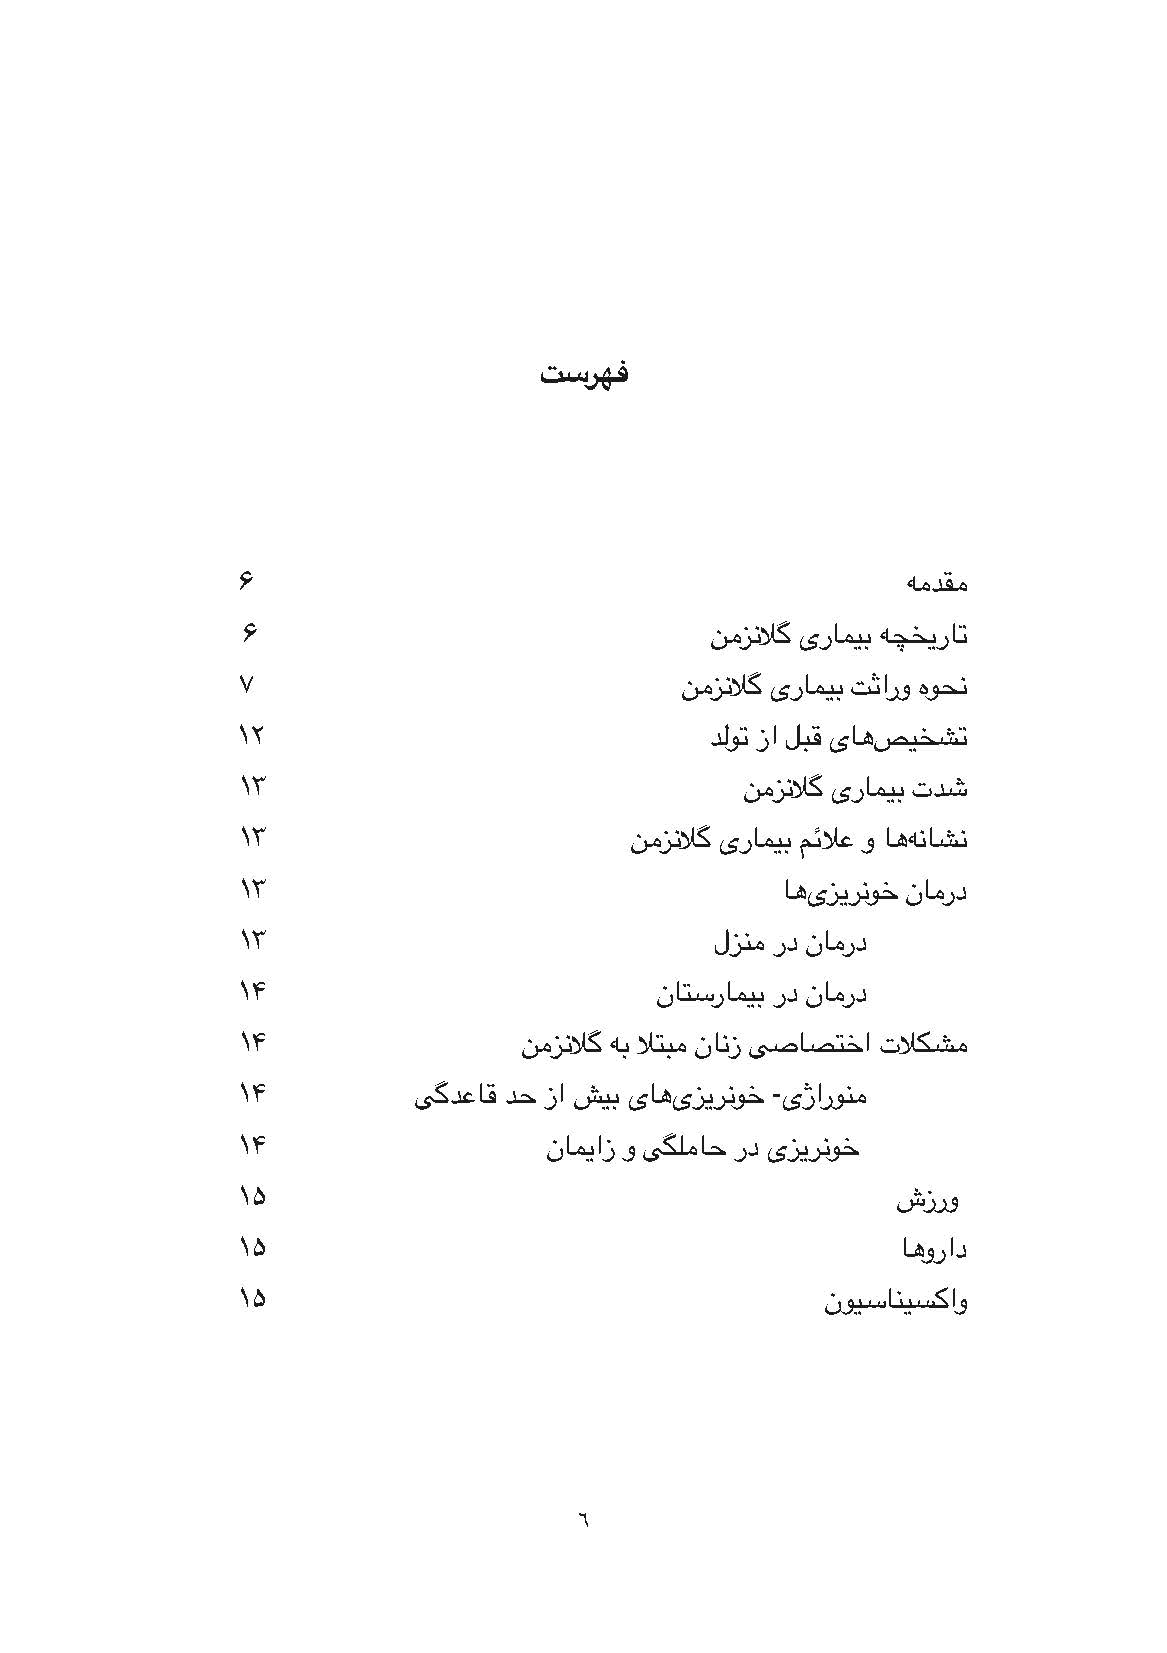 فهرست
مقدمه ۶
تاریخچه بیماری گلانزمن ۶
نحوه وراثت بیماری گلانزمن ۷
تشخیص‌های قبل از تولد ۱۲
شدت بیماری گلانزمن ۱۳
نشانه‌ها و علائم بیماری گلانزمن ۱۳
درمان خونریزی‌ها ۱۳
درمان در منزل ۱۳
درمان در بیمارستان ۱۴
مشکلات اختصاصی زنان مبتلا به گلانزمن ۱۴
منوراژی- خونریزی‌های بیش از حد قاعدگی ۱۴
خونریزی در حاملگی و زایمان ۱۴
ورزش ۱۵
داروها ۱۵
واکسیناسیون ۱۵
٦